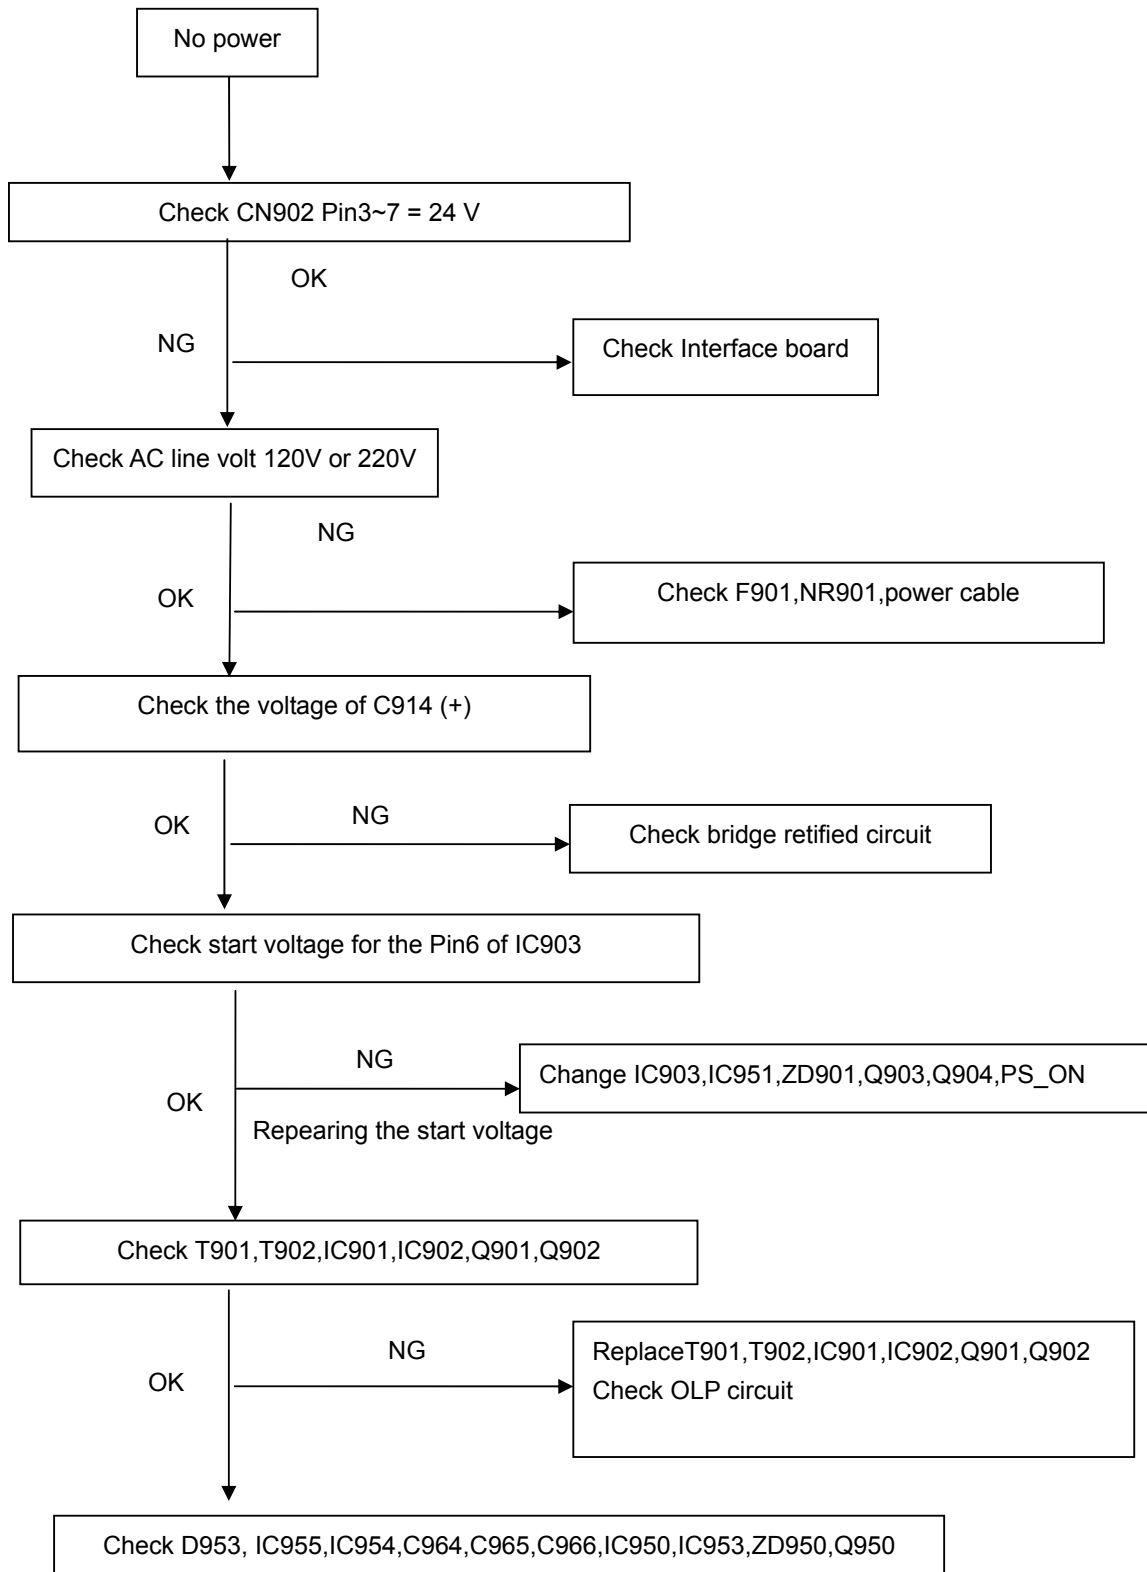 No power
Check CN902 Pin3~7 = 24 V
OK
NG
Check Interface board
Check AC line volt 120V or 220V
NG
OK
Check F901,NR901,power cable
Check the voltage of C914 (+)
NG
OK
Check bridge retified circuit
Check start voltage for the Pin6 of IC903
NG
Change IC903,IC951,ZD901,Q903,Q904,PS_ON
OK
Repearing the start voltage
Check T901,T902,IC901,IC902,Q901,Q902
NG
ReplaceT901,T902,IC901,IC902,Q901,Q902
OK
Check OLP circuit
Check D953, IC955,IC954,C964,C965,C966,IC950,IC953,ZD950,Q950